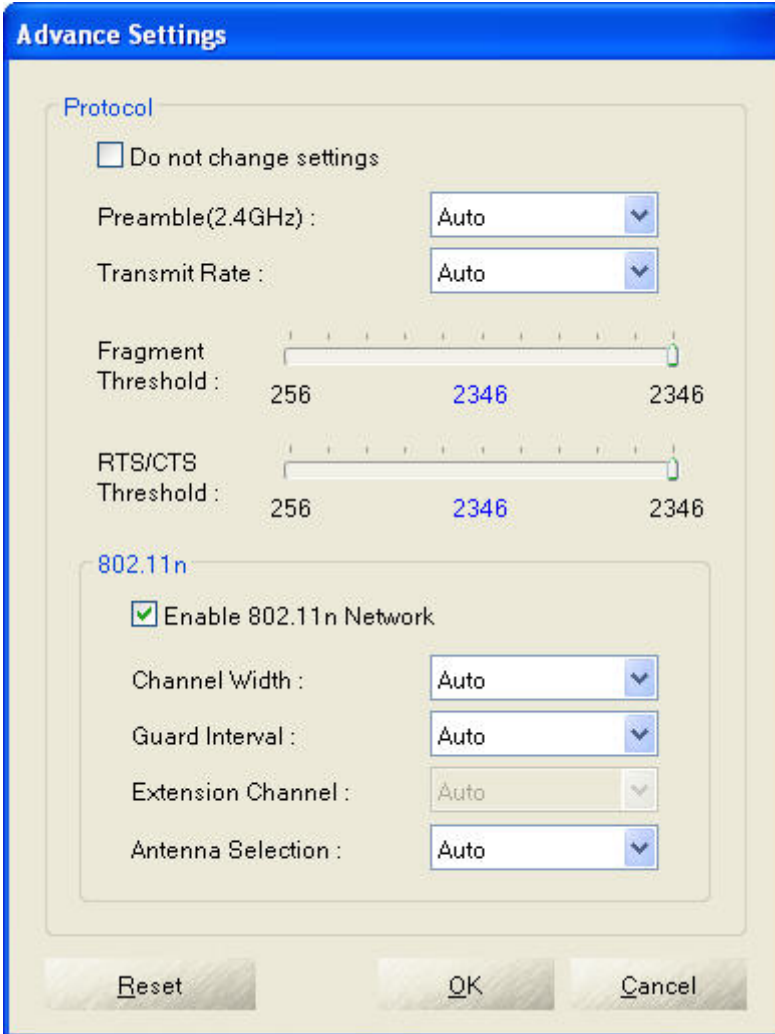 Advance Settings
Protocol
Do not change settings
Preamble(2.4GHz) : Auto
Transmit Rate : Auto
Fragment
Threshold :
256 2346 2346
RTS/CTS
Threshold :
256 2346 2346
802.11n
Enable 802.11n Network
Channel Width : Auto
Guard Interval : Auto
Extension Channel : Auto
Antenna Selection : Auto
Reset OK Cancel